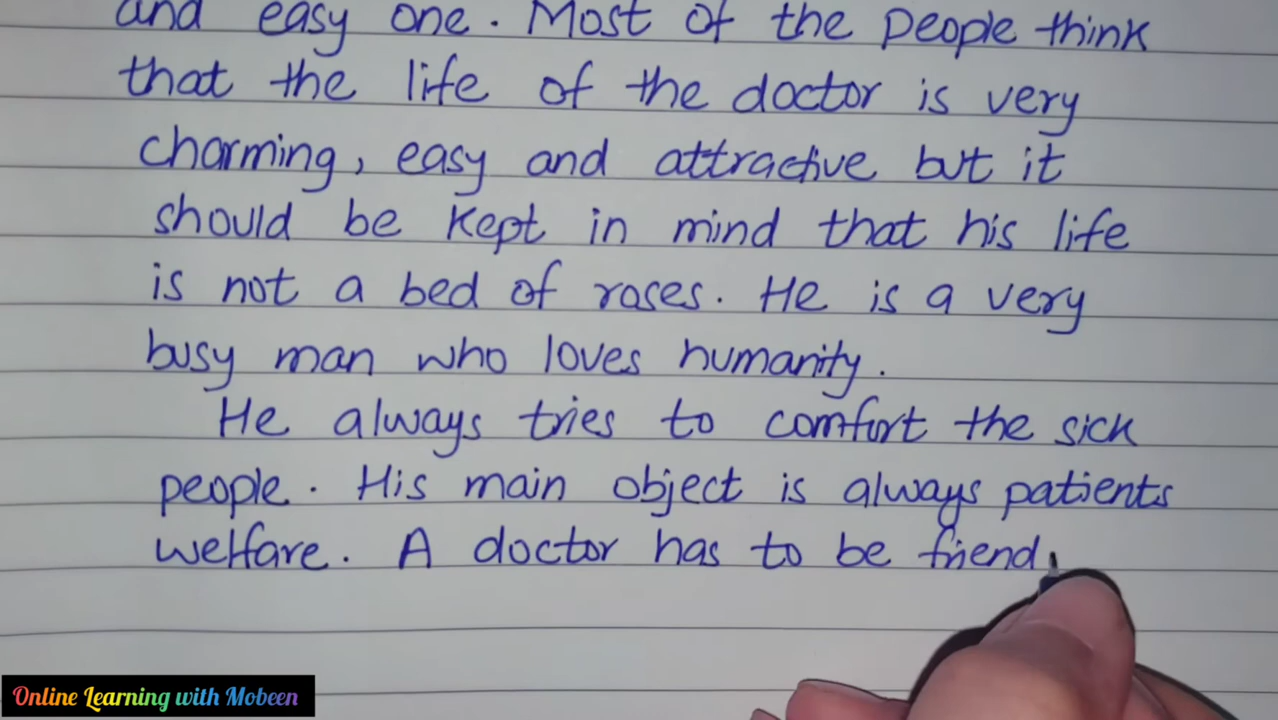 and easy one. Most of the people think
that the life of the doctor is very
charming, easy and attractive but it
should be kept in mind that his life
is not a bed of roses. He is a very
busy man who loves humanity.
He always tries to comfort the sick
people. His main object is always patients
welfare. A doctor has to be friend
Online Learning with Mobeen